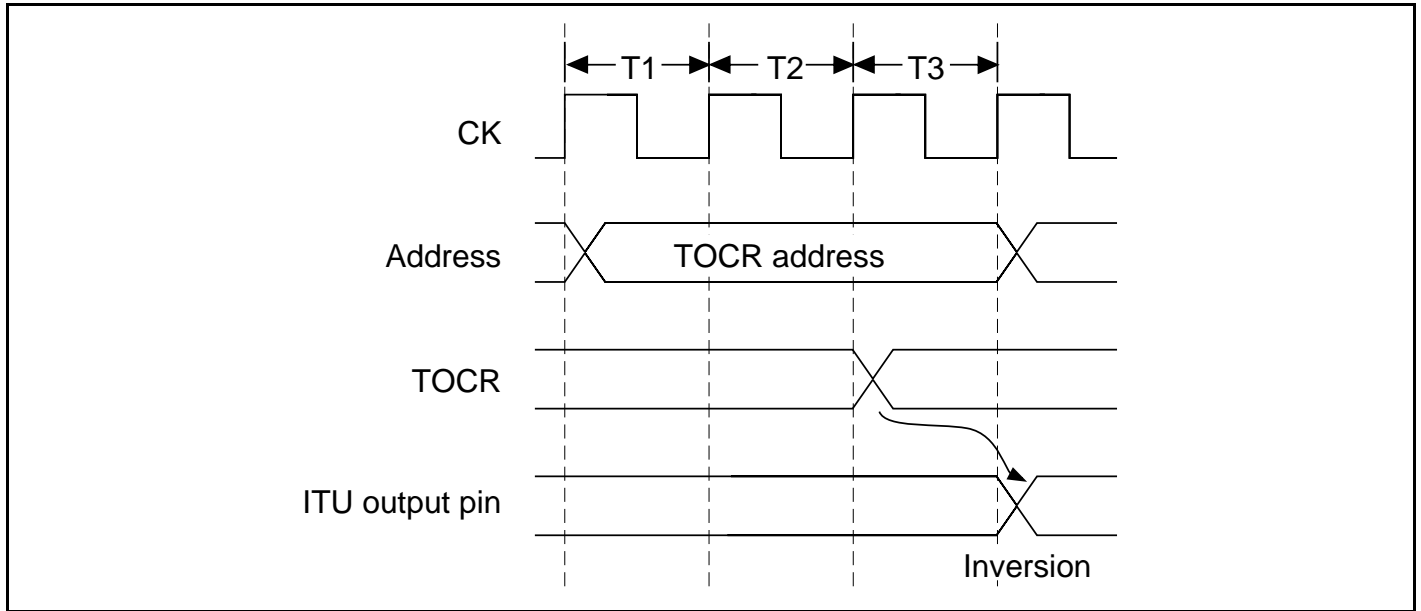 T1 T2 T3
CK
Address TOCR address
TOCR
ITU output pin
Inversion